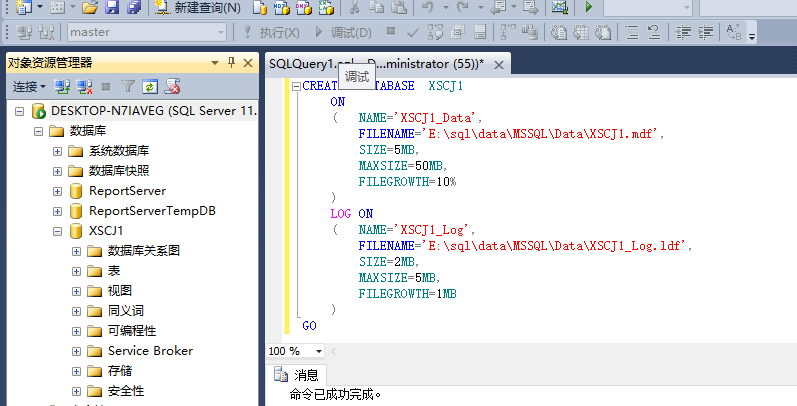 新建查询(N)
master
执行(X)
调试(D)
对象资源管理器
SQLQuery1.sql - D...ministrator (55))*
连接
调试
DESKTOP-N7IAVEG (SQL Server 11.
数据库
系统数据库
数据库快照
ReportServer
ReportServerTempDB
XSCJ1
数据库关系图
表
视图
同义词
可编程性
Service Broker
存储
安全性
CREATE DATABASE XSCJ1
ON
( NAME='XSCJ1_Data',
FILENAME='E:\sql\data\MSSQL\Data\XSCJ1.mdf',
SIZE=5MB,
MAXSIZE=50MB,
FILEGROWTH=10%
)
LOG ON
( NAME='XSCJ1_Log',
FILENAME='E:\sql\data\MSSQL\Data\XSCJ1_Log.ldf',
SIZE=2MB,
MAXSIZE=5MB,
FILEGROWTH=1MB
)
GO
100 %
消息
命令已成功完成。